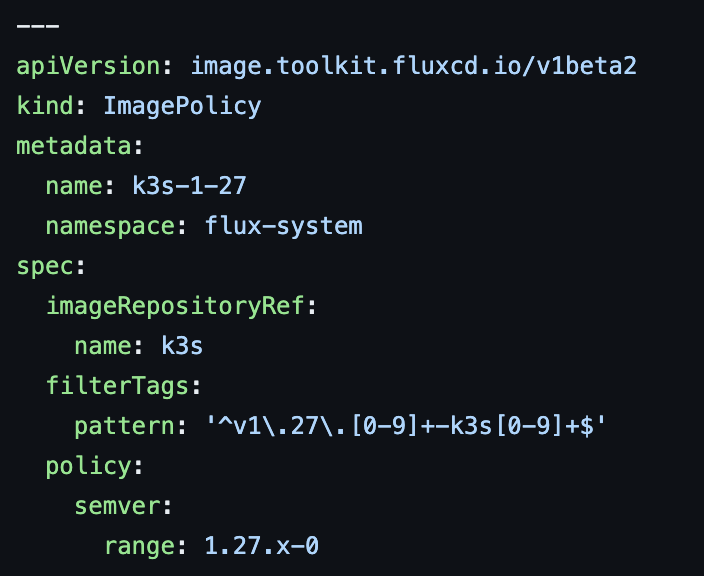 ---
apiVersion: image.toolkit.fluxcd.io/v1beta2
kind: ImagePolicy
metadata:
  name: k3s-1-27
  namespace: flux-system
spec:
  imageRepositoryRef:
    name: k3s
  filterTags:
    pattern: '^v1\.27\.[0-9]+-k3s[0-9]+$'
  policy:
    semver:
      range: 1.27.x-0